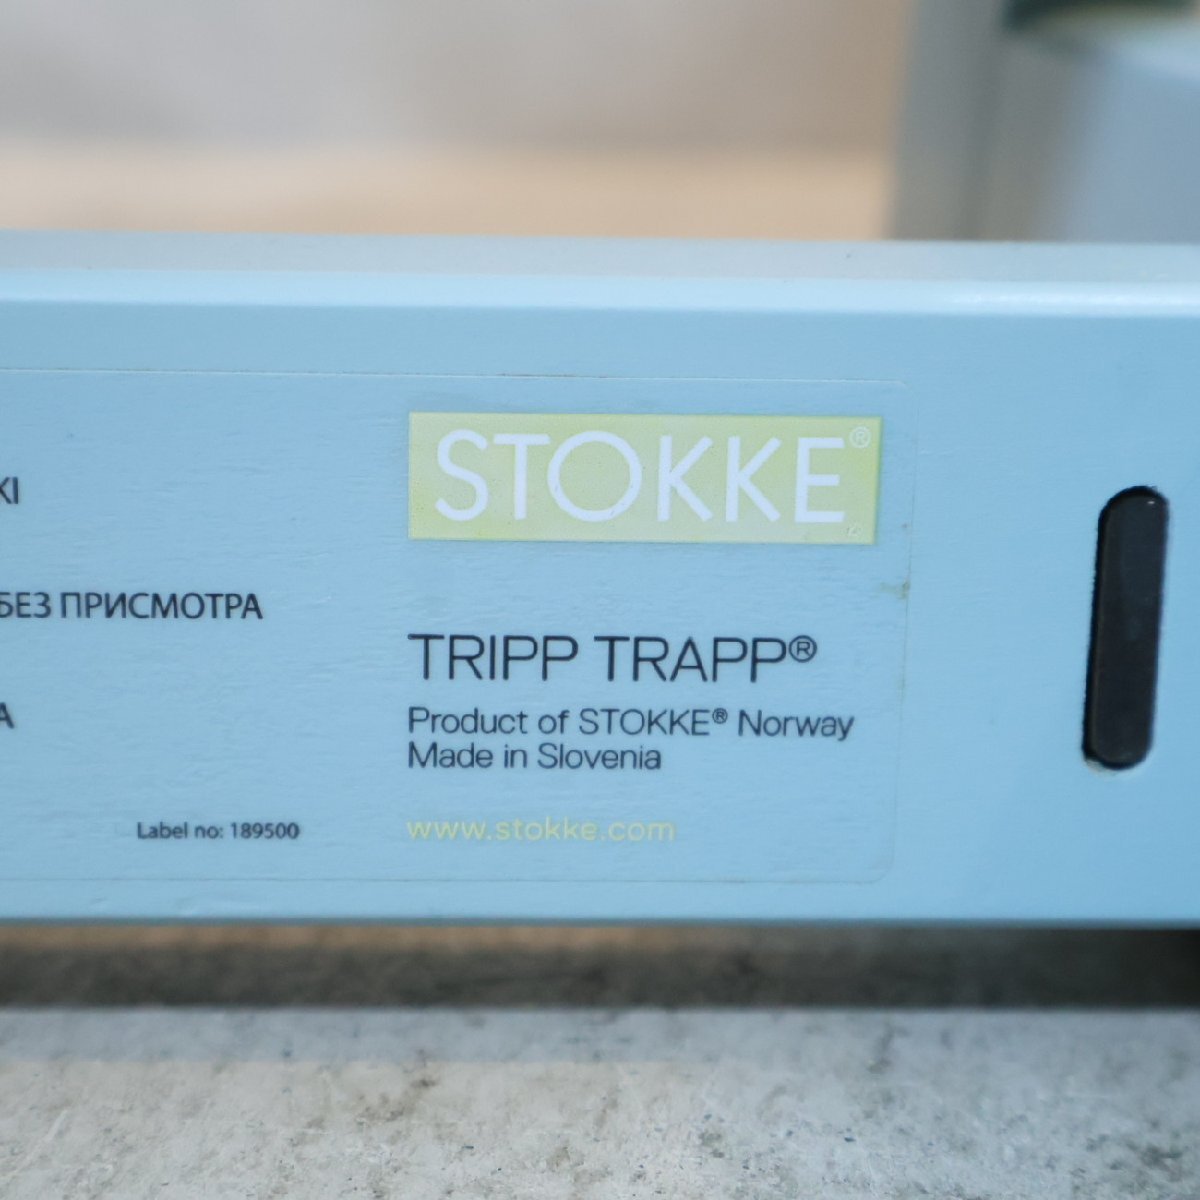 STOKKE®
KI
БЕЗ ПРИСМОТРА
TRIPP TRAPP®
A
Product of STOKKE® Norway
Made in Slovenia
Label no: 189500
www.stokke.com